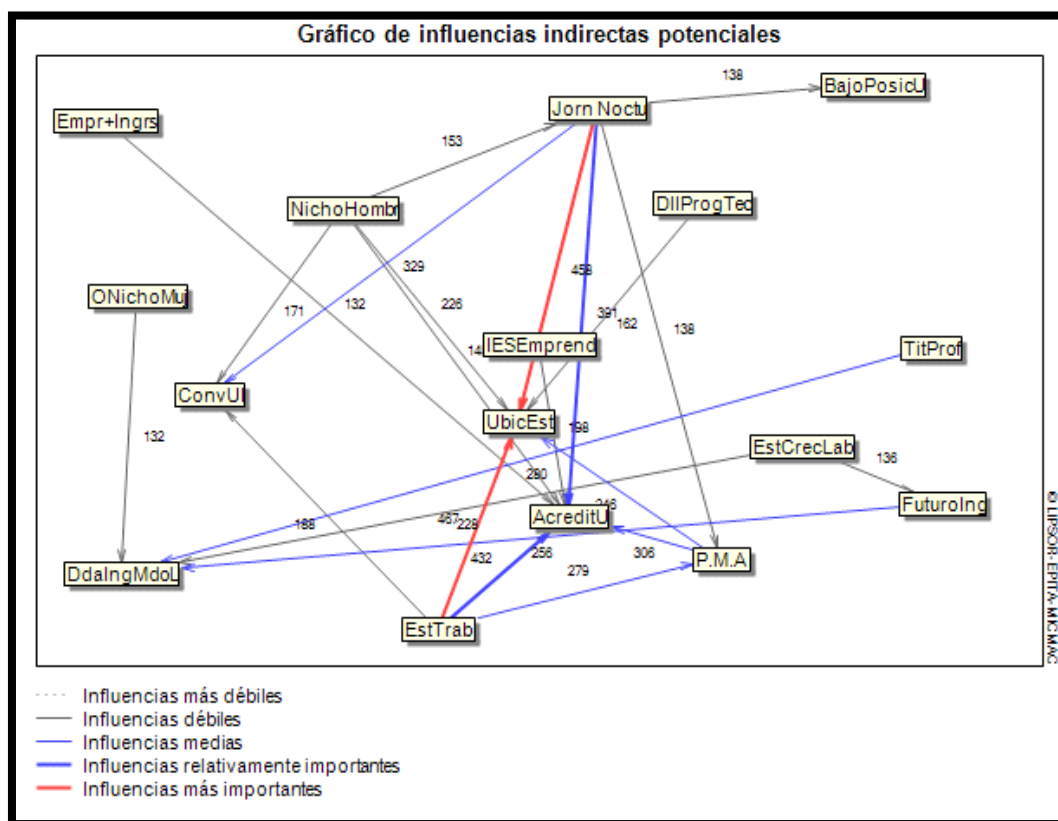 Gráfico de influencias indirectas potenciales
138
BajoPosicU
Jorn Noctu
Empr+Ingrs
153
NichoHombr
DllProgTec
329
458
ONichoMuj
226
171
132
391
162
138
IESEmprend
TitProf
ConvUI
UbicEst
132
198
EstCrecLab
136
280
FuturoIng
AcreditU
467
188
228
432
256
306
P.M.A
DdaIngMdoL
279
EstTrab
© LIPSOR-EPITA-MICMAC
Influencias más débiles
Influencias débiles
Influencias medias
Influencias relativamente importantes
Influencias más importantes